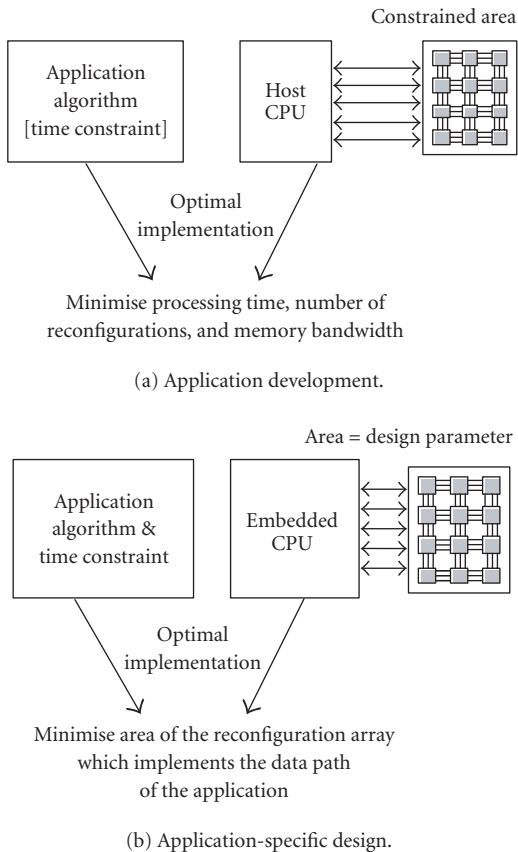 Constrained area
Application
algorithm
[time constraint]
Host
CPU
Optimal
implementation
Minimise processing time, number of
reconfigurations, and memory bandwidth
(a) Application development.
Area = design parameter
Application
algorithm &
time constraint
Embedded
CPU
Optimal
implementation
Minimise area of the reconfiguration array
which implements the data path
of the application
(b) Application-specific design.